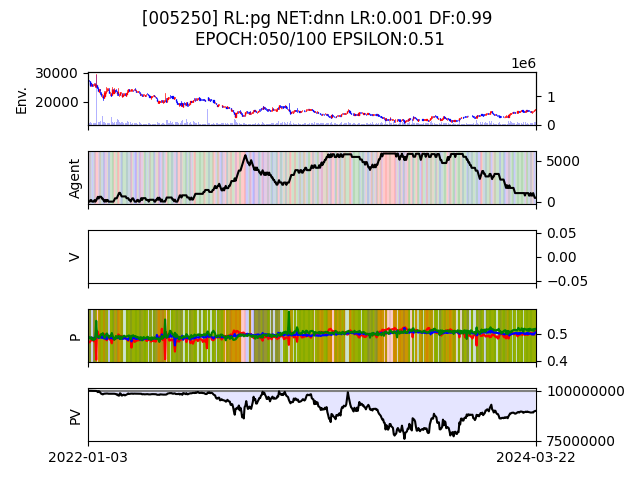 [005250] RL:pg NET:dnn LR:0.001 DF:0.99
EPOCH:050/100 EPSILON:0.51
1e6
Env.
30000
20000
1
0
Agent
5000
0
V
0.05
0.00
−0.05
P
0.5
0.4
PV
100000000
75000000
2022-01-03
2024-03-22